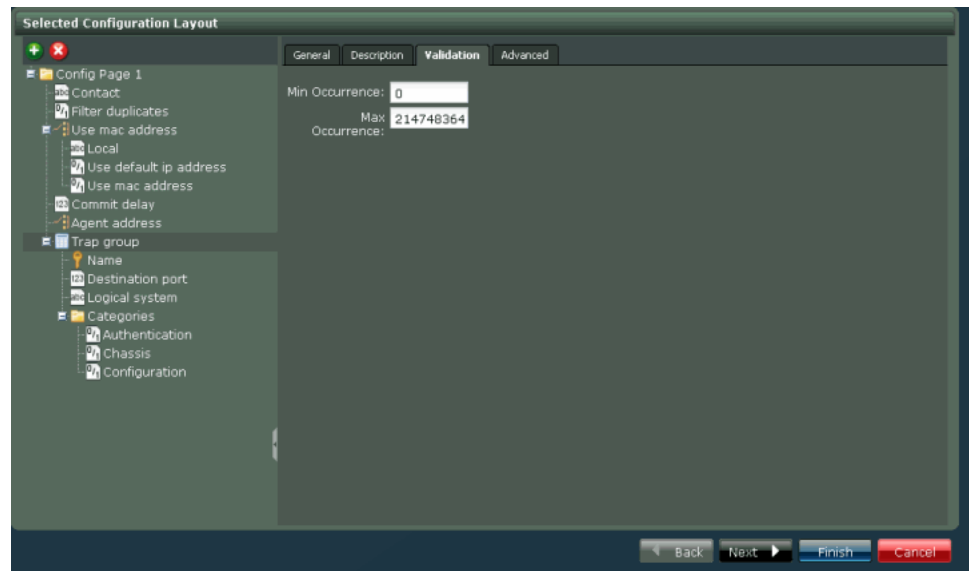 Selected Configuration Layout
General Description Validation Advanced
Config Page 1
Contact
Filter duplicates
Use mac address
Local
Use default ip address
Use mac address
Commit delay
Agent address
Trap group
Name
Destination port
Logical system
Categories
Authentication
Chassis
Configuration
Min Occurrence: 0
Max Occurrence: 214748364
Back Next Finish Cancel